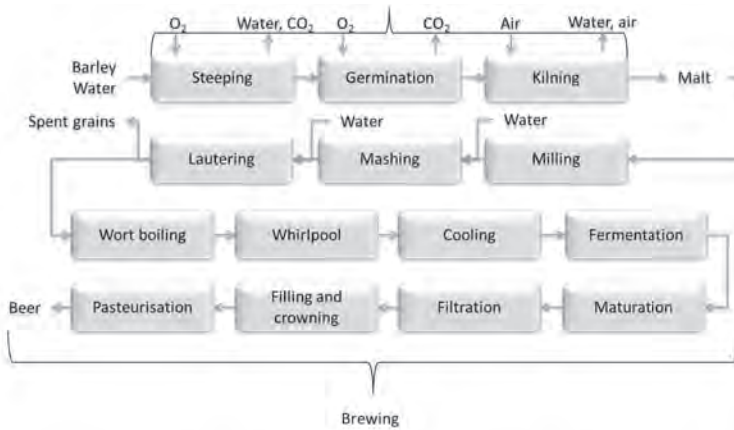 O₂
Water, CO₂
O₂
CO₂
Air
Water, air
Barley
Water
Steeping
Germination
Kilning
Malt
Spent grains
Water
Water
Lautering
Mashing
Milling
Wort boiling
Whirlpool
Cooling
Fermentation
Beer
Pasteurisation
Filling and
crowning
Filtration
Maturation
Brewing